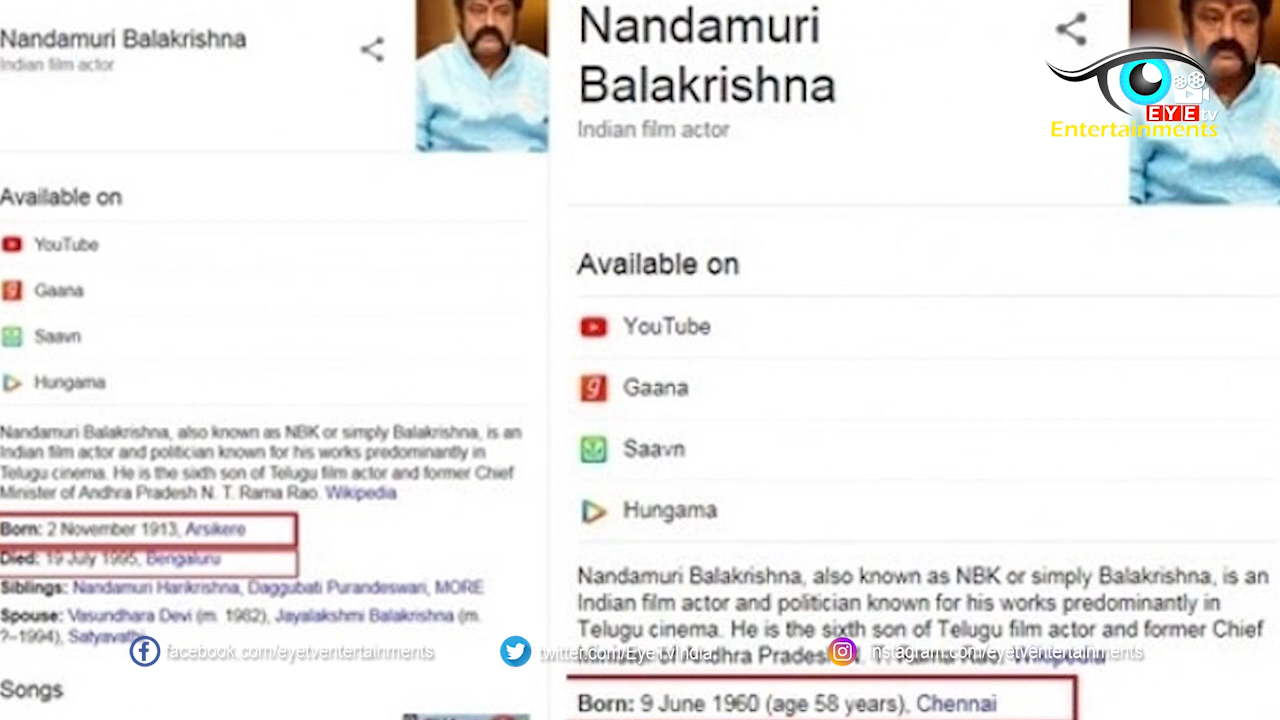 Nandamuri Balakrishna
Indian film actor
Available on
YouTube
Gaana
Saavn
Hungama
Nandamuri Balakrishna, also known as NBK or simply Balakrishna, is an
Indian film actor and politician known for his works predominantly in
Telugu cinema. He is the sixth son of Telugu film actor and former Chief
Minister of Andhra Pradesh N. T. Rama Rao. Wikipedia
Born: 2 November 1913, Arsikere
Died: 19 July 1995, Bengaluru
Siblings: Nandamuri Harikrishna, Daggubati Purandeswari, MORE
Spouse: Vasundhara Devi (m. 1982), Jayalakshmi Balakrishna (m.
?–1994), Satyavathi
Songs
Nandamuri
Balakrishna
Indian film actor
EYE tv
Entertainments
Available on
YouTube
g Gaana
Saavn
Hungama
Nandamuri Balakrishna, also known as NBK or simply Balakrishna, is an
Indian film actor and politician known for his works predominantly in
Telugu cinema. He is the sixth son of Telugu film actor and former Chief
Pradesh Wikipedia
Born: 9 June 1960 (age 58 years), Chennai
facebook.com/eyetventertainments
twitter.com/EyeTVIndia
instagram.com/eyetventertainments